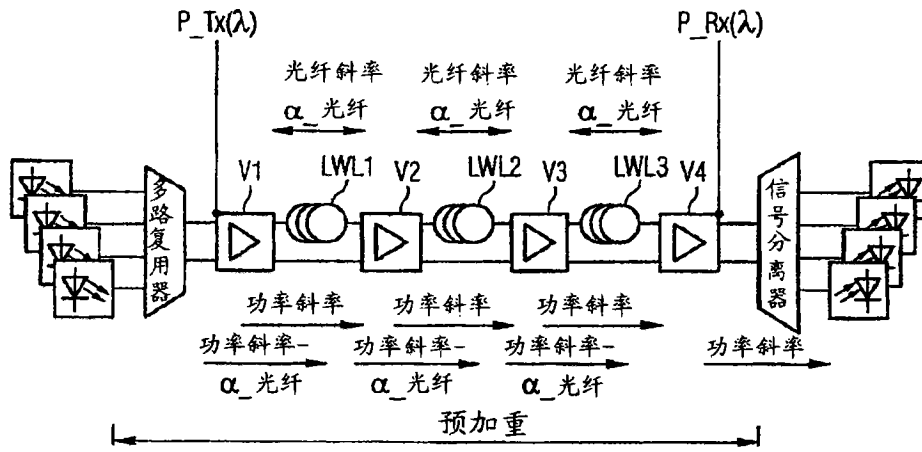 P_Tx(λ)
P_Rx(λ)
光纤斜率
光纤斜率
光纤斜率
α_光纤
α_光纤
α_光纤
V1
LWL1
V2
LWL2
V3
LWL3
V4
多路复用器
信号分离器
功率斜率
功率斜率
功率斜率
功率斜率-
功率斜率-
功率斜率-
功率斜率
α_光纤
α_光纤
α_光纤
预加重